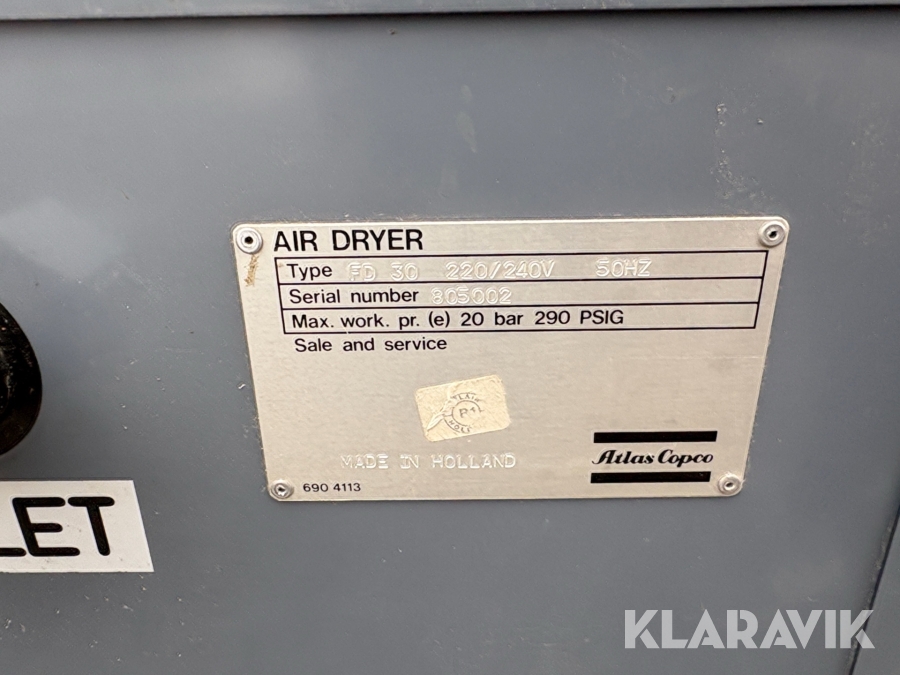 AIR DRYER
Type FD 30 220/240V 50HZ
Serial number 805002
Max. work. pr. (e) 20 bar 290 PSIG
Sale and service
MADE IN HOLLAND
Atlas Copco
690 4113
LET
KLARAVIK